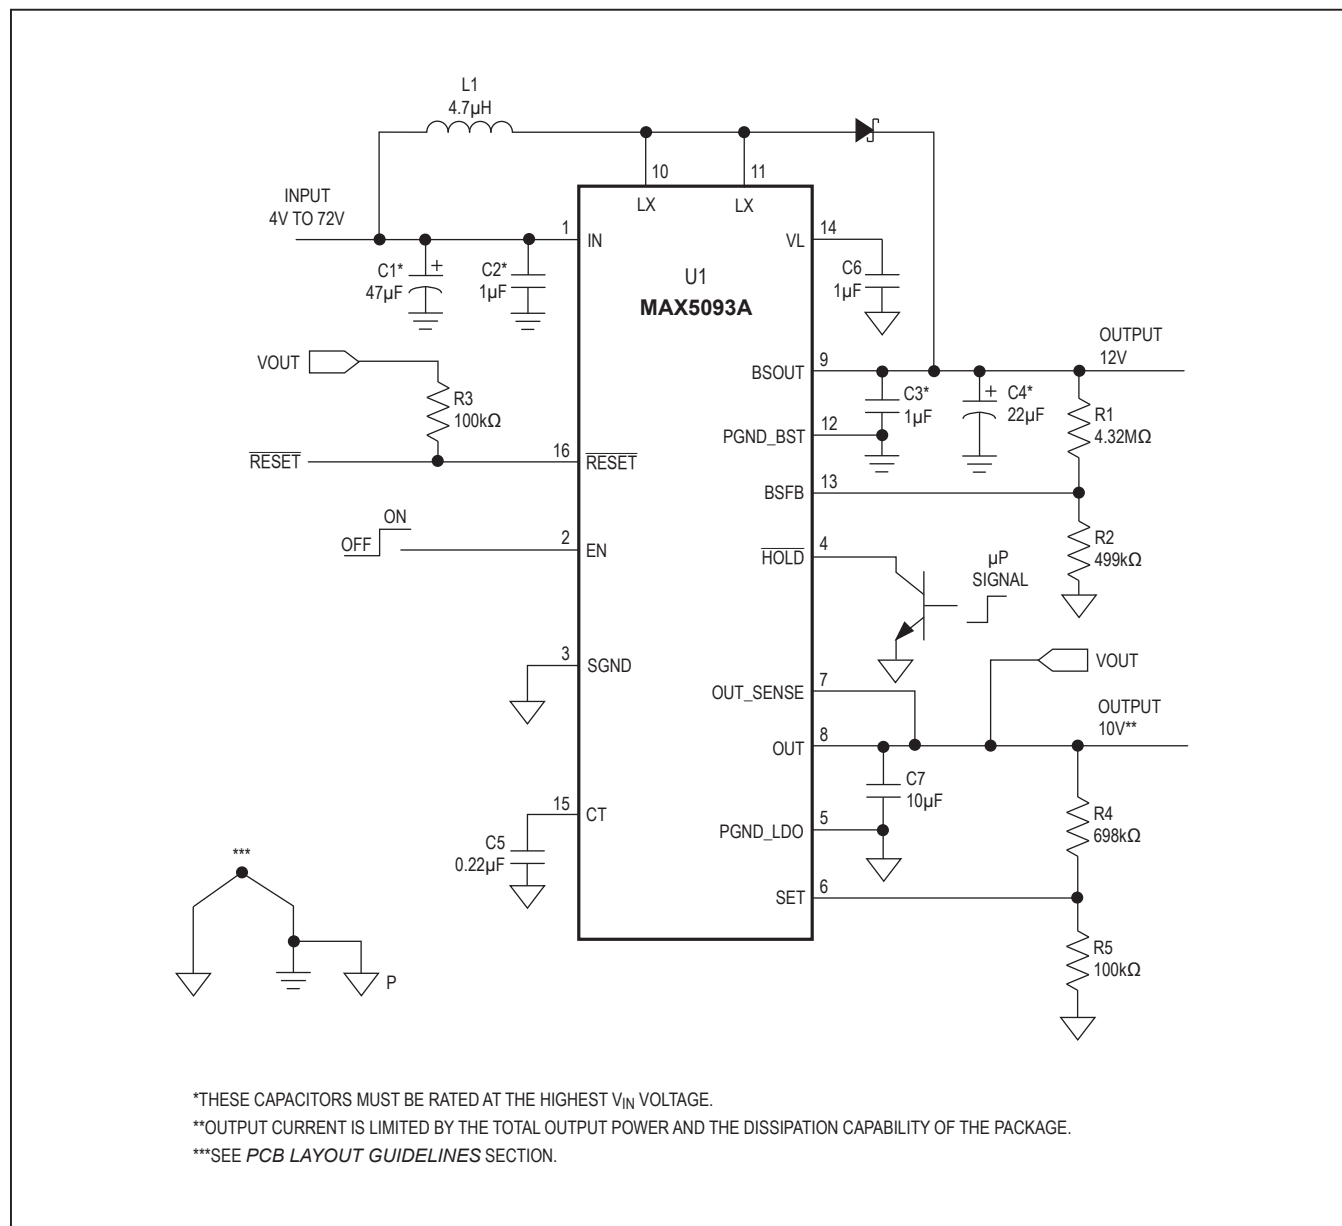 L1
4.7µH
10
11
LX
LX
INPUT
4V TO 72V
1
IN
C1*
47µF
+
C2*
1µF
U1
MAX5093A
VL
14
C6
1µF
VOUT
R3
100kΩ
BSOUT
9
OUTPUT
12V
C3*
1µF
+
C4*
22µF
R1
4.32MΩ
PGND_BST
12
RESET
16
RESET
BSFB
13
OFF
ON
2
EN
HOLD
4
µP
SIGNAL
R2
499kΩ
3
SGND
VOUT
OUT_SENSE
7
OUTPUT
10V**
OUT
8
C7
10µF
15
CT
C5
0.22µF
PGND_LDO
5
R4
698kΩ
SET
6
R5
100kΩ
***
P
*THESE CAPACITORS MUST BE RATED AT THE HIGHEST VIN VOLTAGE.
**OUTPUT CURRENT IS LIMITED BY THE TOTAL OUTPUT POWER AND THE DISSIPATION CAPABILITY OF THE PACKAGE.
***SEE PCB LAYOUT GUIDELINES SECTION.